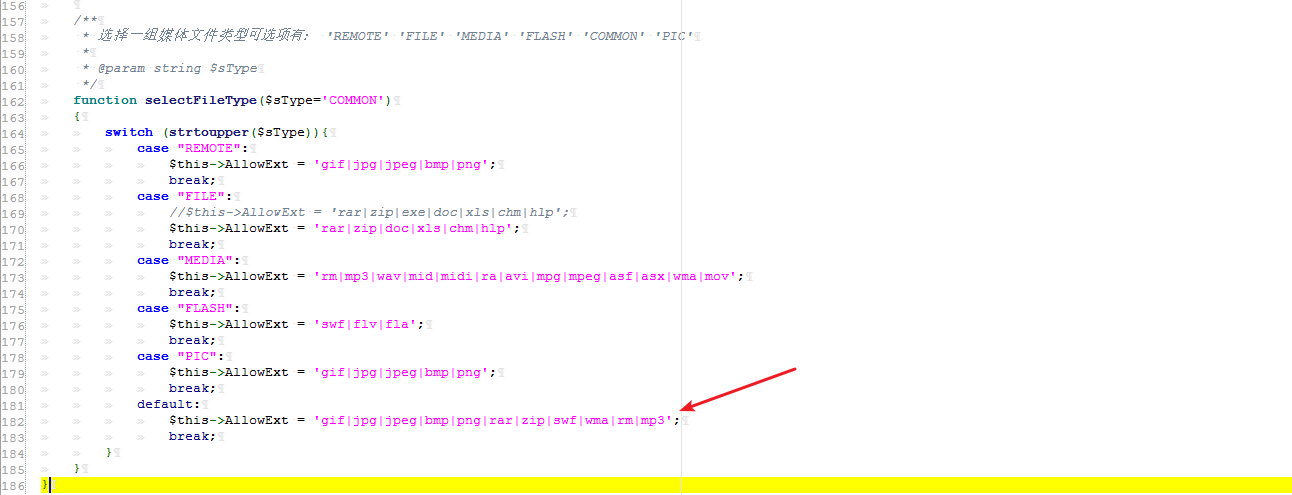 156
157 /**
158 * 选择一组媒体文件类型可选项有: 'REMOTE' 'FILE' 'MEDIA' 'FLASH' 'COMMON' 'PIC'
159 *
160 * @param string $sType
161 */
162 function selectFileType($sType='COMMON')
163 {
164 switch (strtoupper($sType)){
165 case "REMOTE":
166 $this->AllowExt = 'gif|jpg|jpeg|bmp|png';
167 break;
168 case "FILE":
169 //$this->AllowExt = 'rar|zip|exe|doc|xls|chm|hlp';
170 $this->AllowExt = 'rar|zip|doc|xls|chm|hlp';
171 break;
172 case "MEDIA":
173 $this->AllowExt = 'rm|mp3|wav|mid|midi|ra|avi|mpg|mpeg|asf|asx|wma|mov';
174 break;
175 case "FLASH":
176 $this->AllowExt = 'swf|flv|fla';
177 break;
178 case "PIC":
179 $this->AllowExt = 'gif|jpg|jpeg|bmp|png';
180 break;
181 default:
182 $this->AllowExt = 'gif|jpg|jpeg|bmp|png|rar|zip|swf|wma|rm|mp3';
183 break;
184 }
185 }
186 }